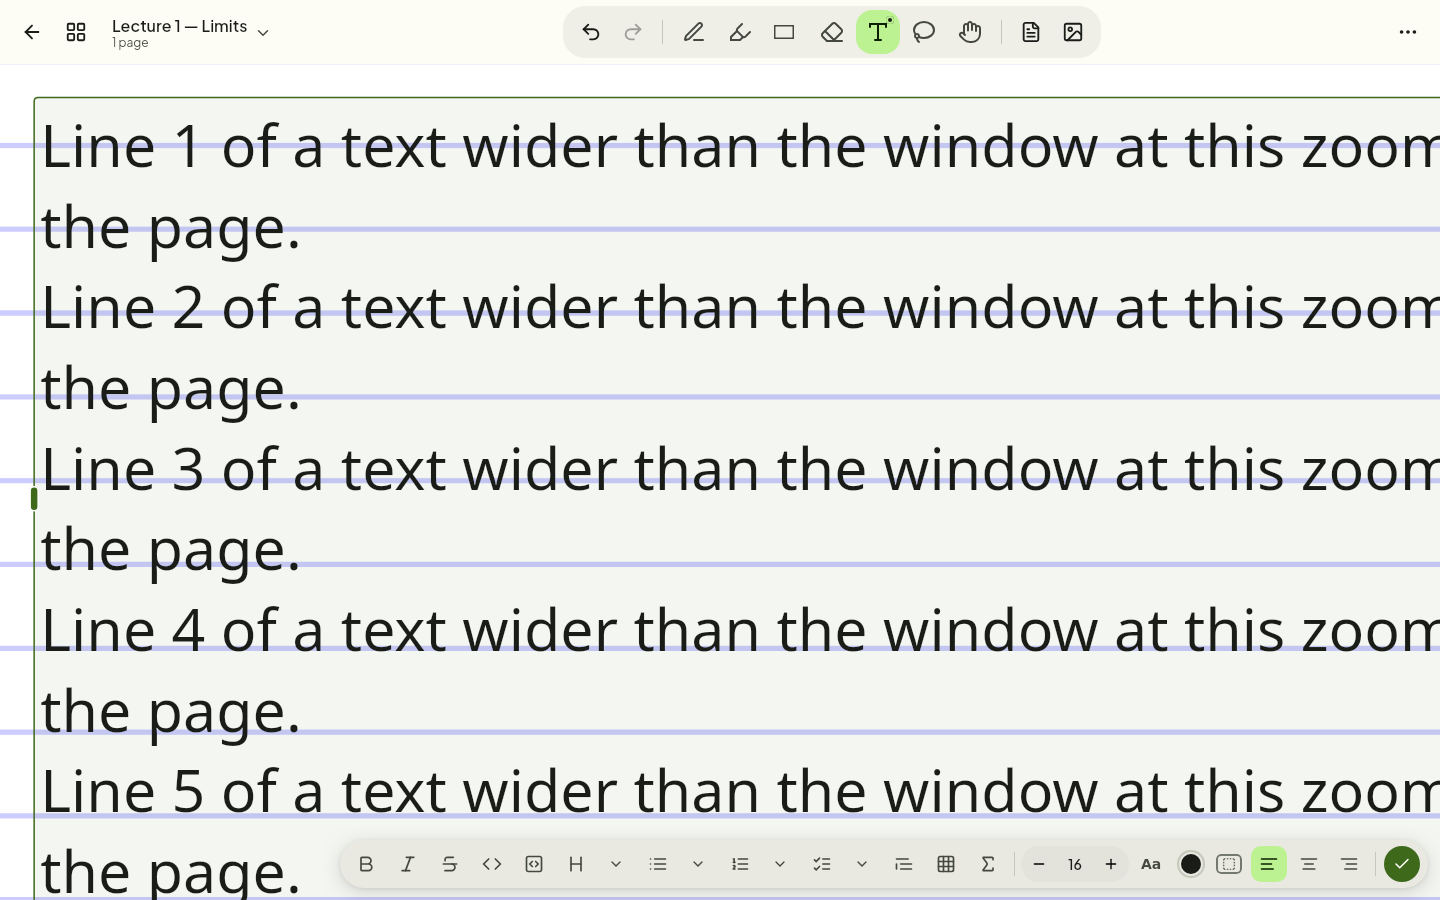 Lecture 1 — Limits
1 page
Line 1 of a text wider than the window at this zoom
the page.
Line 2 of a text wider than the window at this zoom
the page.
Line 3 of a text wider than the window at this zoom
the page.
Line 4 of a text wider than the window at this zoom
the page.
Line 5 of a text wider than the window at this zoom
the page.
16
Aa